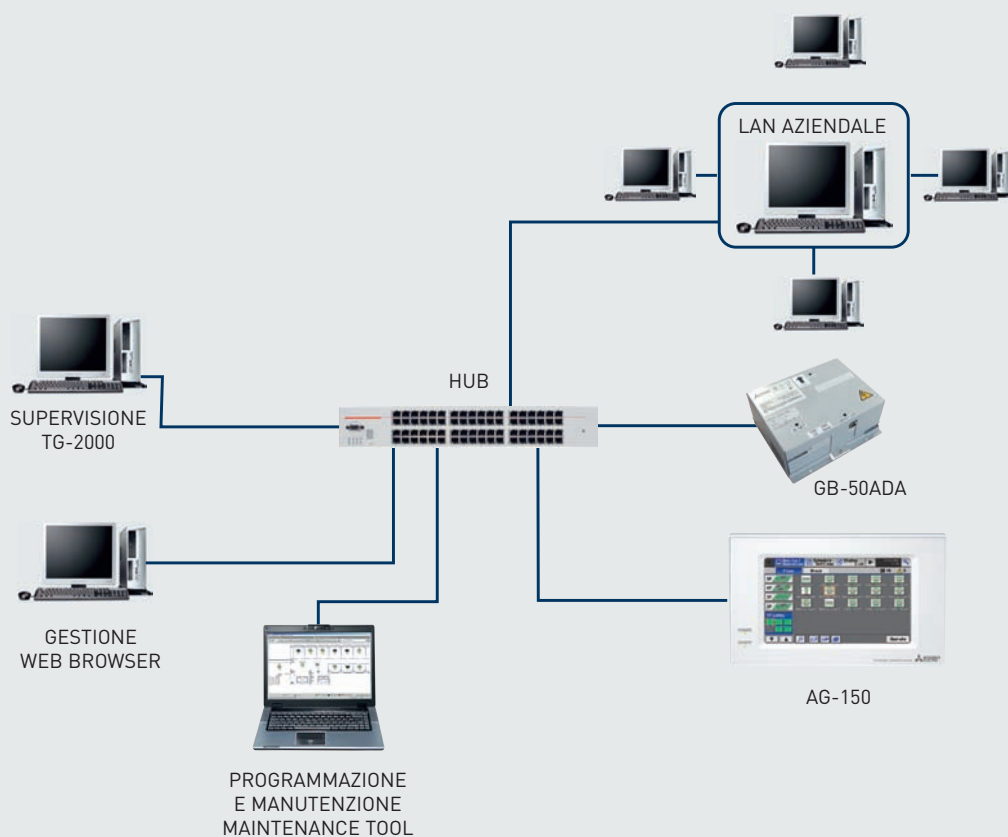 LAN AZIENDALE
HUB
SUPERVISIONE
TG-2000
GB-50ADA
GESTIONE
WEB BROWSER
AG-150
PROGRAMMAZIONE
E MANUTENZIONE
MAINTENANCE TOOL